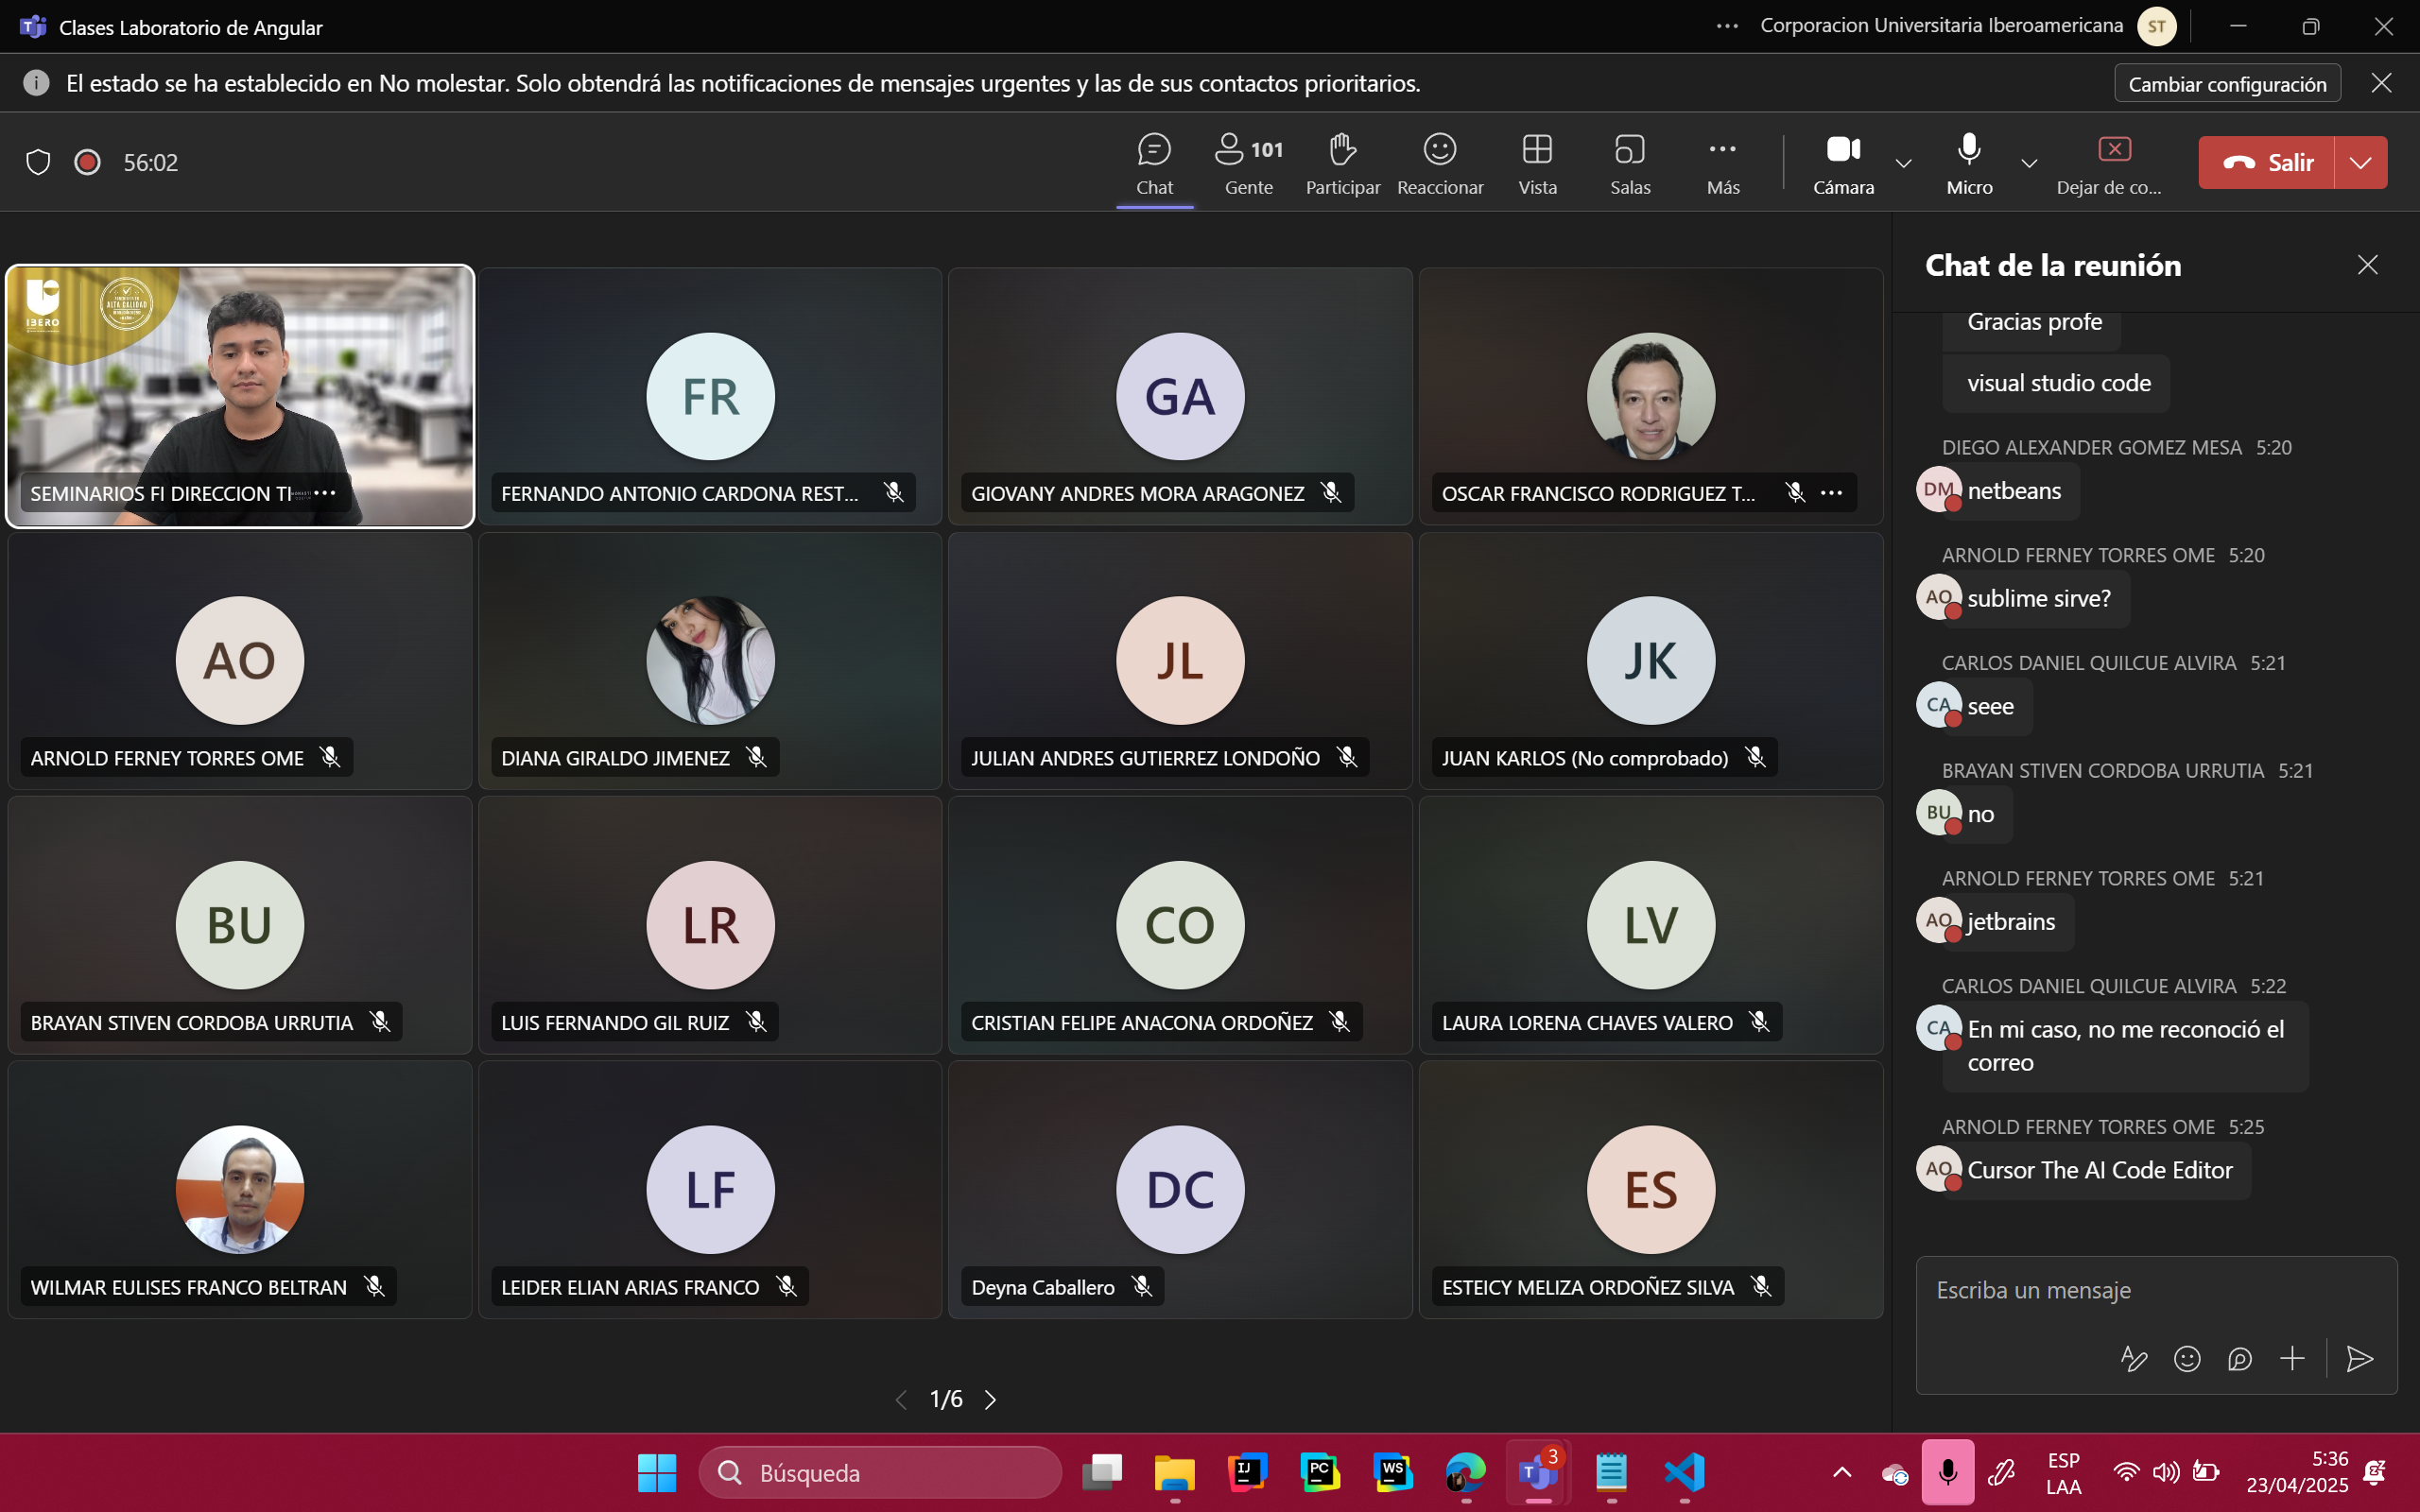 Clases Laboratorio de Angular
Corporacion Universitaria Iberoamericana
ST
El estado se ha establecido en No molestar. Solo obtendrá las notificaciones de mensajes urgentes y las de sus contactos prioritarios.
Cambiar configuración
56:02
Chat
101
Gente
Participar
Reaccionar
Vista
Salas
Más
Cámara
Micro
Dejar de co...
Salir
IBERO
ALTA CALIDAD
SEMINARIOS FI DIRECCION TI
FR
FERNANDO ANTONIO CARDONA REST...
GA
GIOVANY ANDRES MORA ARAGONEZ
OSCAR FRANCISCO RODRIGUEZ T...
AO
ARNOLD FERNEY TORRES OME
DIANA GIRALDO JIMENEZ
JL
JULIAN ANDRES GUTIERREZ LONDOÑO
JK
JUAN KARLOS (No comprobado)
BU
BRAYAN STIVEN CORDOBA URRUTIA
LR
LUIS FERNANDO GIL RUIZ
CO
CRISTIAN FELIPE ANACONA ORDOÑEZ
LV
LAURA LORENA CHAVES VALERO
WILMAR EULISES FRANCO BELTRAN
LF
LEIDER ELIAN ARIAS FRANCO
DC
Deyna Caballero
ES
ESTEICY MELIZA ORDOÑEZ SILVA
1/6
Chat de la reunión
Gracias profe
visual studio code
DIEGO ALEXANDER GOMEZ MESA 5:20
DM
netbeans
ARNOLD FERNEY TORRES OME 5:20
AO
sublime sirve?
CARLOS DANIEL QUILCUE ALVIRA 5:21
CA
seee
BRAYAN STIVEN CORDOBA URRUTIA 5:21
BU
no
ARNOLD FERNEY TORRES OME 5:21
AO
jetbrains
CARLOS DANIEL QUILCUE ALVIRA 5:22
CA
En mi caso, no me reconoció el
correo
ARNOLD FERNEY TORRES OME 5:25
AO
Cursor The AI Code Editor
Escriba un mensaje
Búsqueda
IJ
PC
WS
T
3
ESP
LAA
5:36
23/04/2025